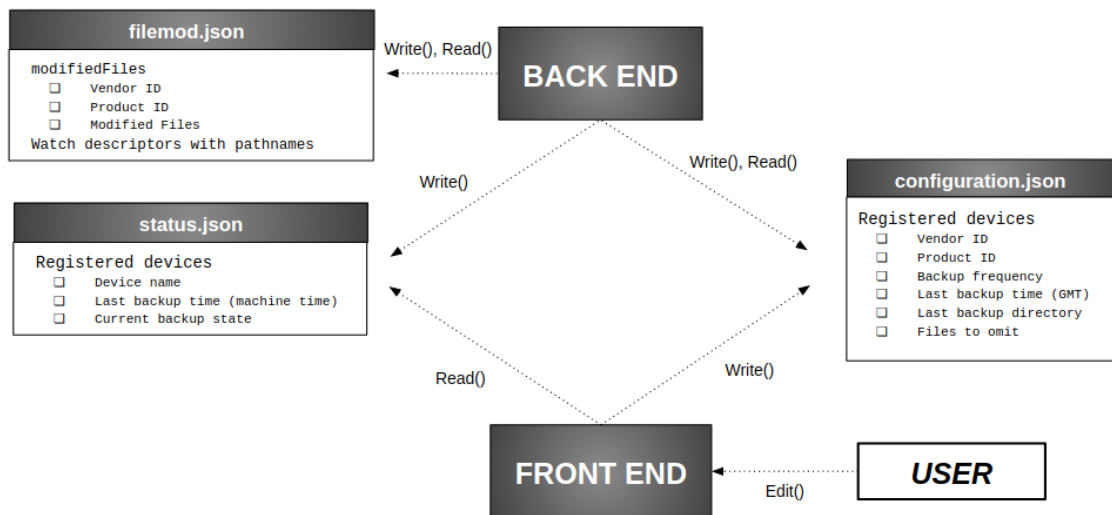 filemod.json
modifiedFiles
❏ Vendor ID
❏ Product ID
❏ Modified Files
Watch descriptors with pathnames
Write(), Read()
BACK END
Write()
Write(), Read()
status.json
Registered devices
❏ Device name
❏ Last backup time (machine time)
❏ Current backup state
configuration.json
Registered devices
❏ Vendor ID
❏ Product ID
❏ Backup frequency
❏ Last backup time (GMT)
❏ Last backup directory
❏ Files to omit
Read()
Write()
FRONT END
Edit()
USER